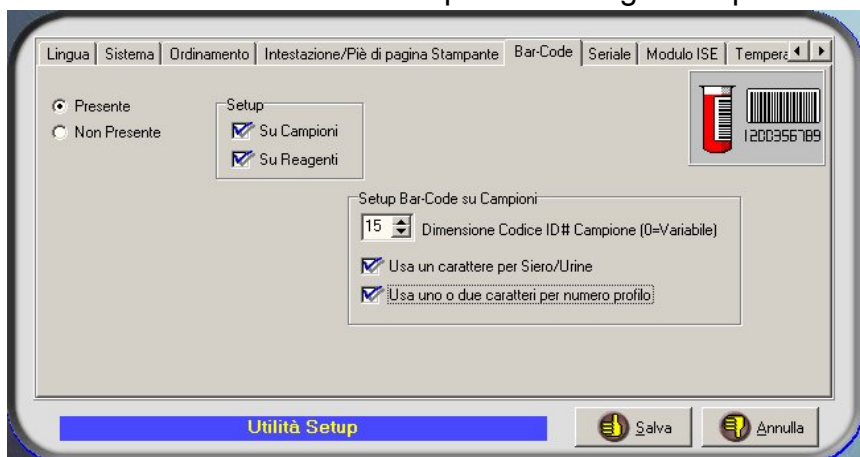 Lingua Sistema Ordinamento Intestazione/Piè di pagina Stampante Bar-Code Seriale Modulo ISE Tempera
Presente
Non Presente
Setup
Su Campioni
Su Reagenti
1200356789
Setup Bar-Code su Campioni
15 Dimensione Codice ID# Campione (0=Variabile)
Usa un carattere per Siero/Urine
Usa uno o due caratteri per numero profilo
Utilità Setup
Salva
Annulla